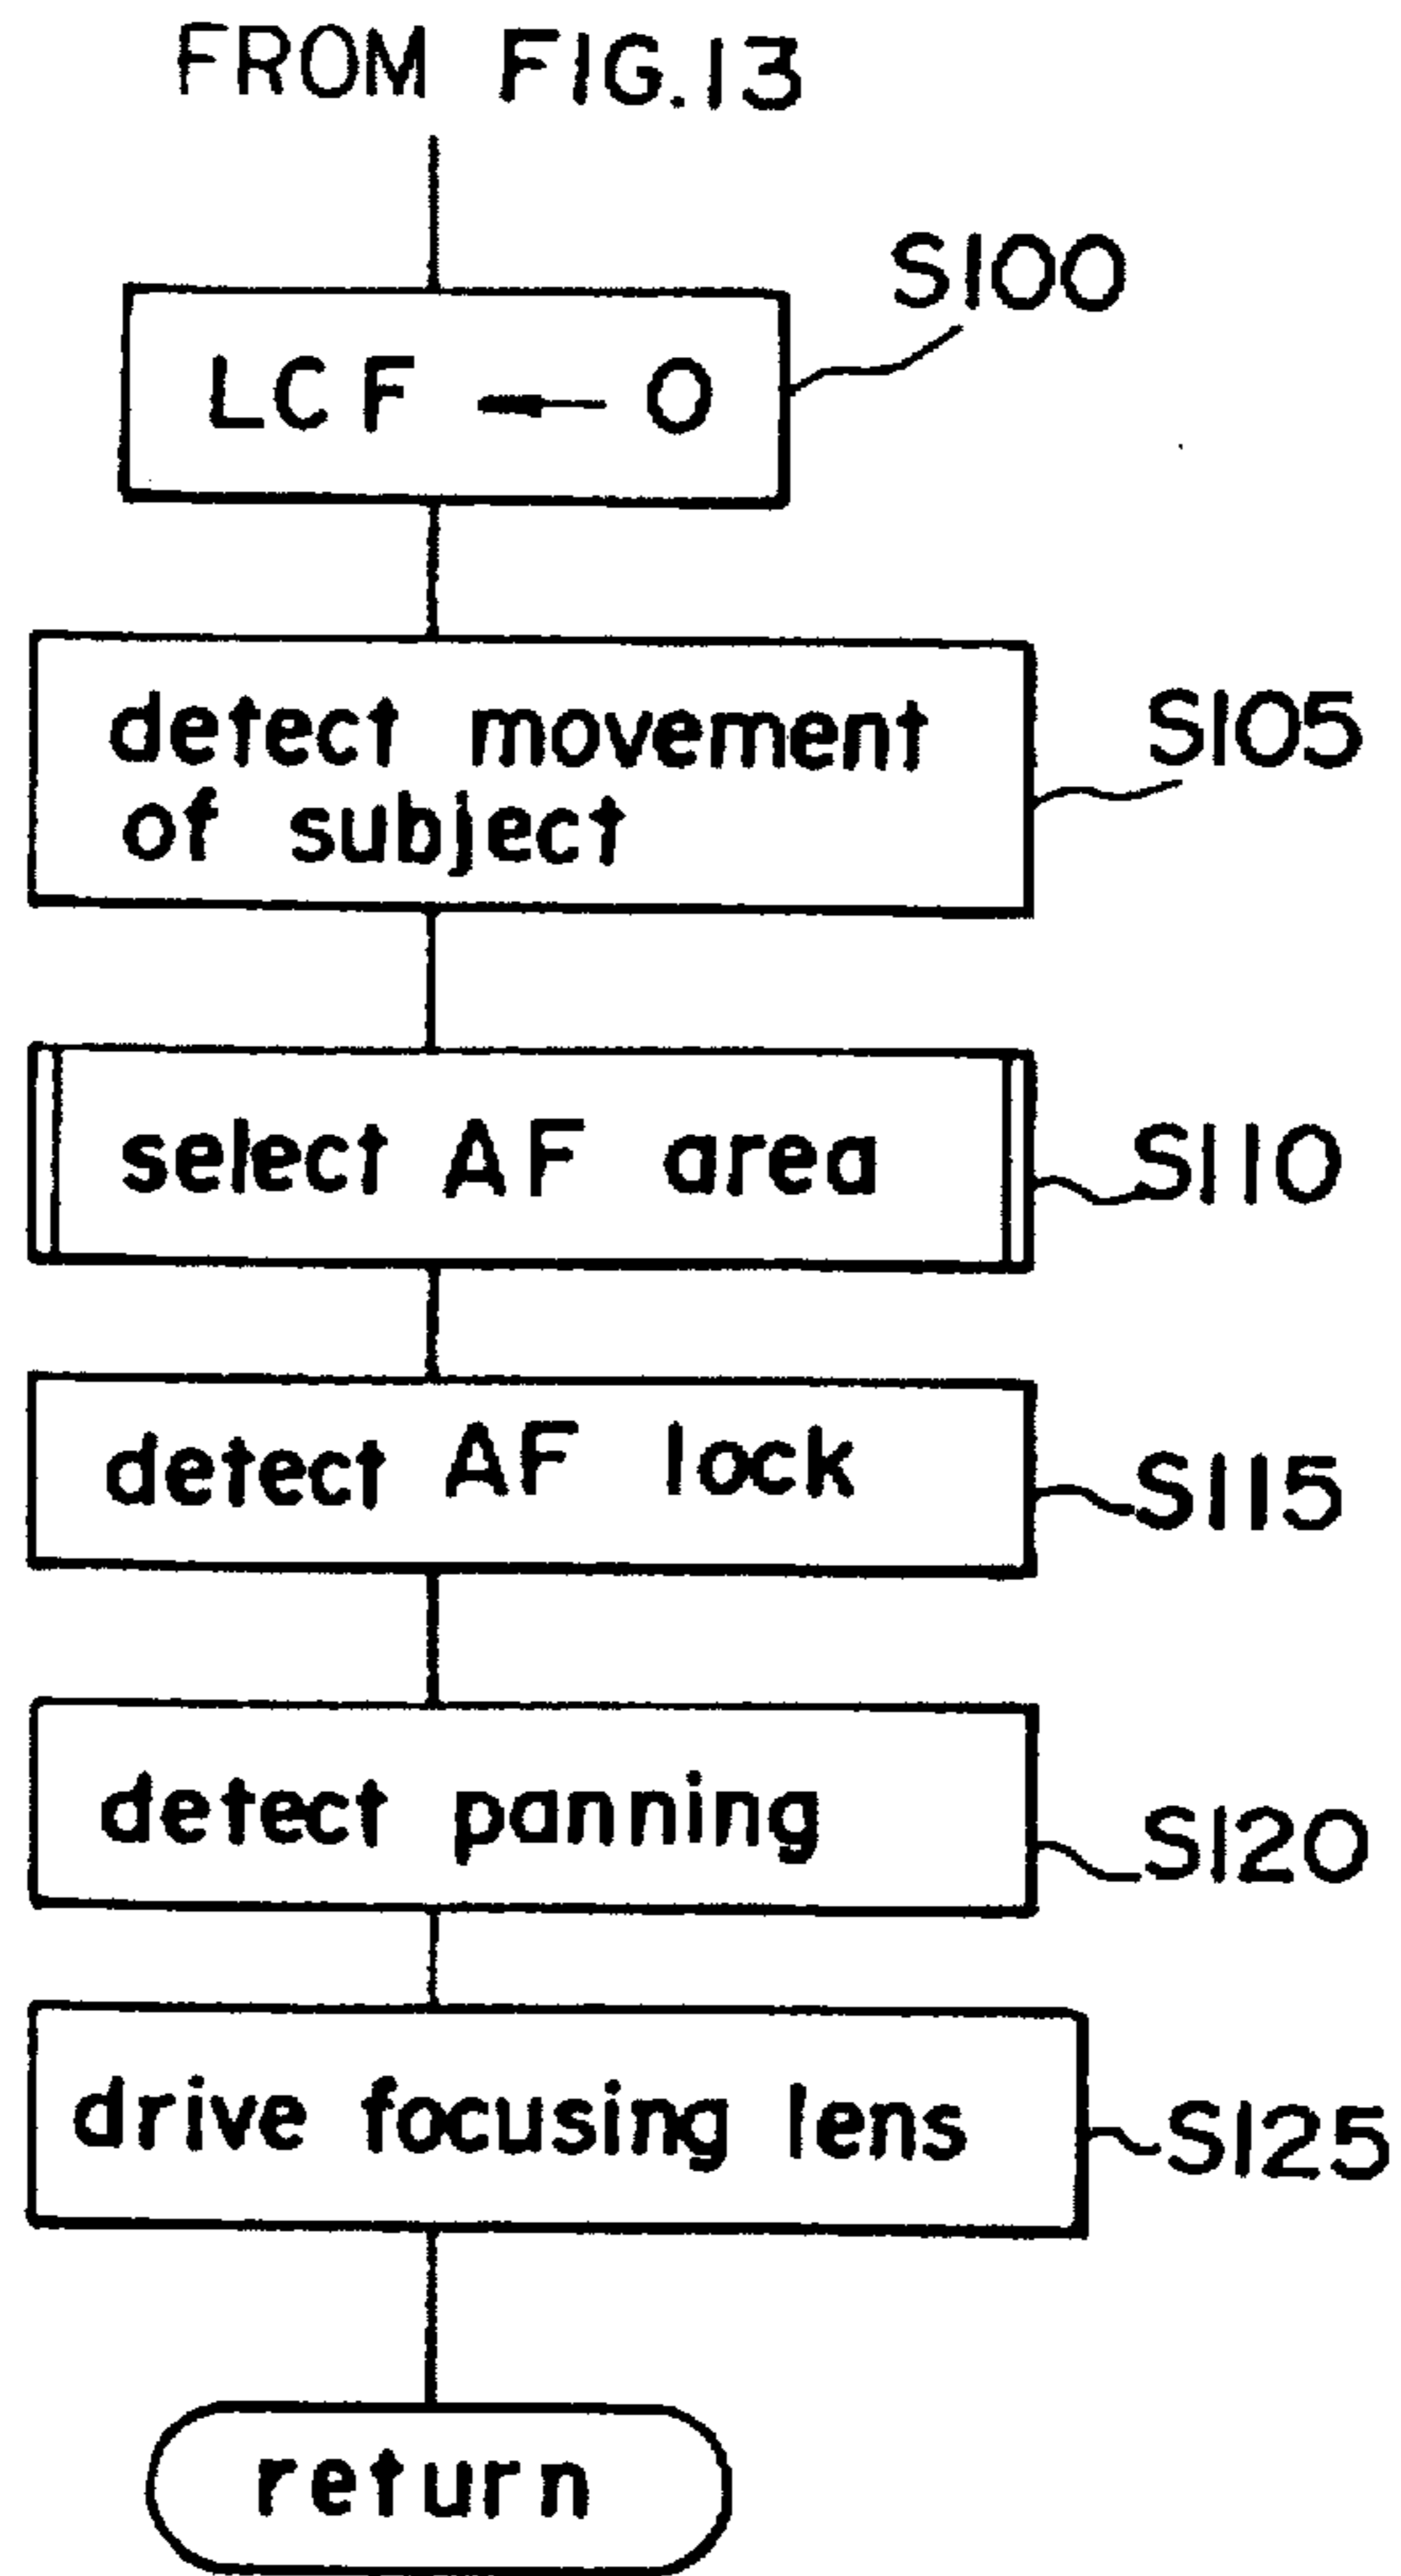 FROM FIG.13
S100
LCF ← 0
detect movement
of subject
S105
select AF area
S110
detect AF lock
S115
detect panning
S120
drive focusing lens
S125
return